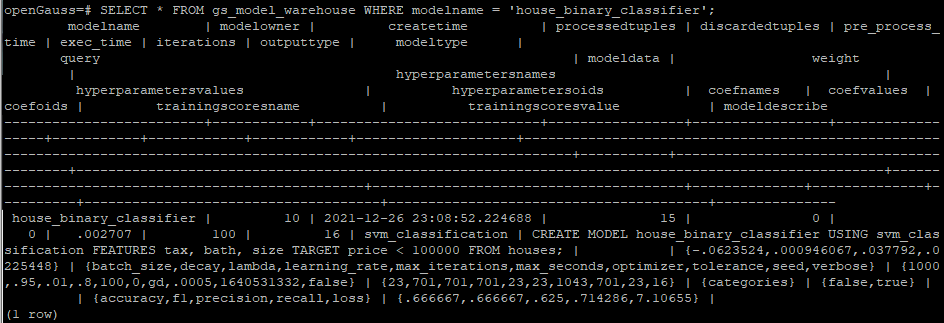 openGauss=# SELECT * FROM gs_model_warehouse WHERE modelname = 'house_binary_classifier';
modelname | modelowner | createtime | processedtuples | discardedtuples | pre_process_
time | exec_time | iterations | outputtype | modeltype |
query | modeldata | weight
| hyperparametersnames |
hyperparametersvalues | hyperparametersoids | coefnames | coefvalues |
coefoids | trainingscoresname | trainingscoresvalue | modeldescribe
---------------------------+-------------+------------------------------+------------------+-----------------+-------------
-----+-----------+------------+------------+--------------------+-----------------------------------------
--------------------------------------------------------------------------+-----------+----------------------------------
---------+---------------------------------------------------------------------------------------------------------+-----
-----------------------------------------------+-----------------------------------------+---------------+--------------+-
---------+---------------------------------------+------------------------------------------+---------------
house_binary_classifier | 10 | 2021-12-26 23:08:52.224688 | 15 | 0 |
0 | .002707 | 100 | 16 | svm_classification | CREATE MODEL house_binary_classifier USING svm_clas
sification FEATURES tax, bath, size TARGET price < 100000 FROM houses; | | {-.0623524,.000946067,.037792,.0
225448} | {batch_size,decay,lambda,learning_rate,max_iterations,max_seconds,optimizer,tolerance,seed,verbose} | {1000
,.95,.01,.8,100,0,gd,.0005,1640531332,false} | {23,701,701,701,23,23,1043,701,23,16} | {categories} | {false,true} |
| {accuracy,f1,precision,recall,loss} | {.666667,.666667,.625,.714286,7.10655} |
(1 row)